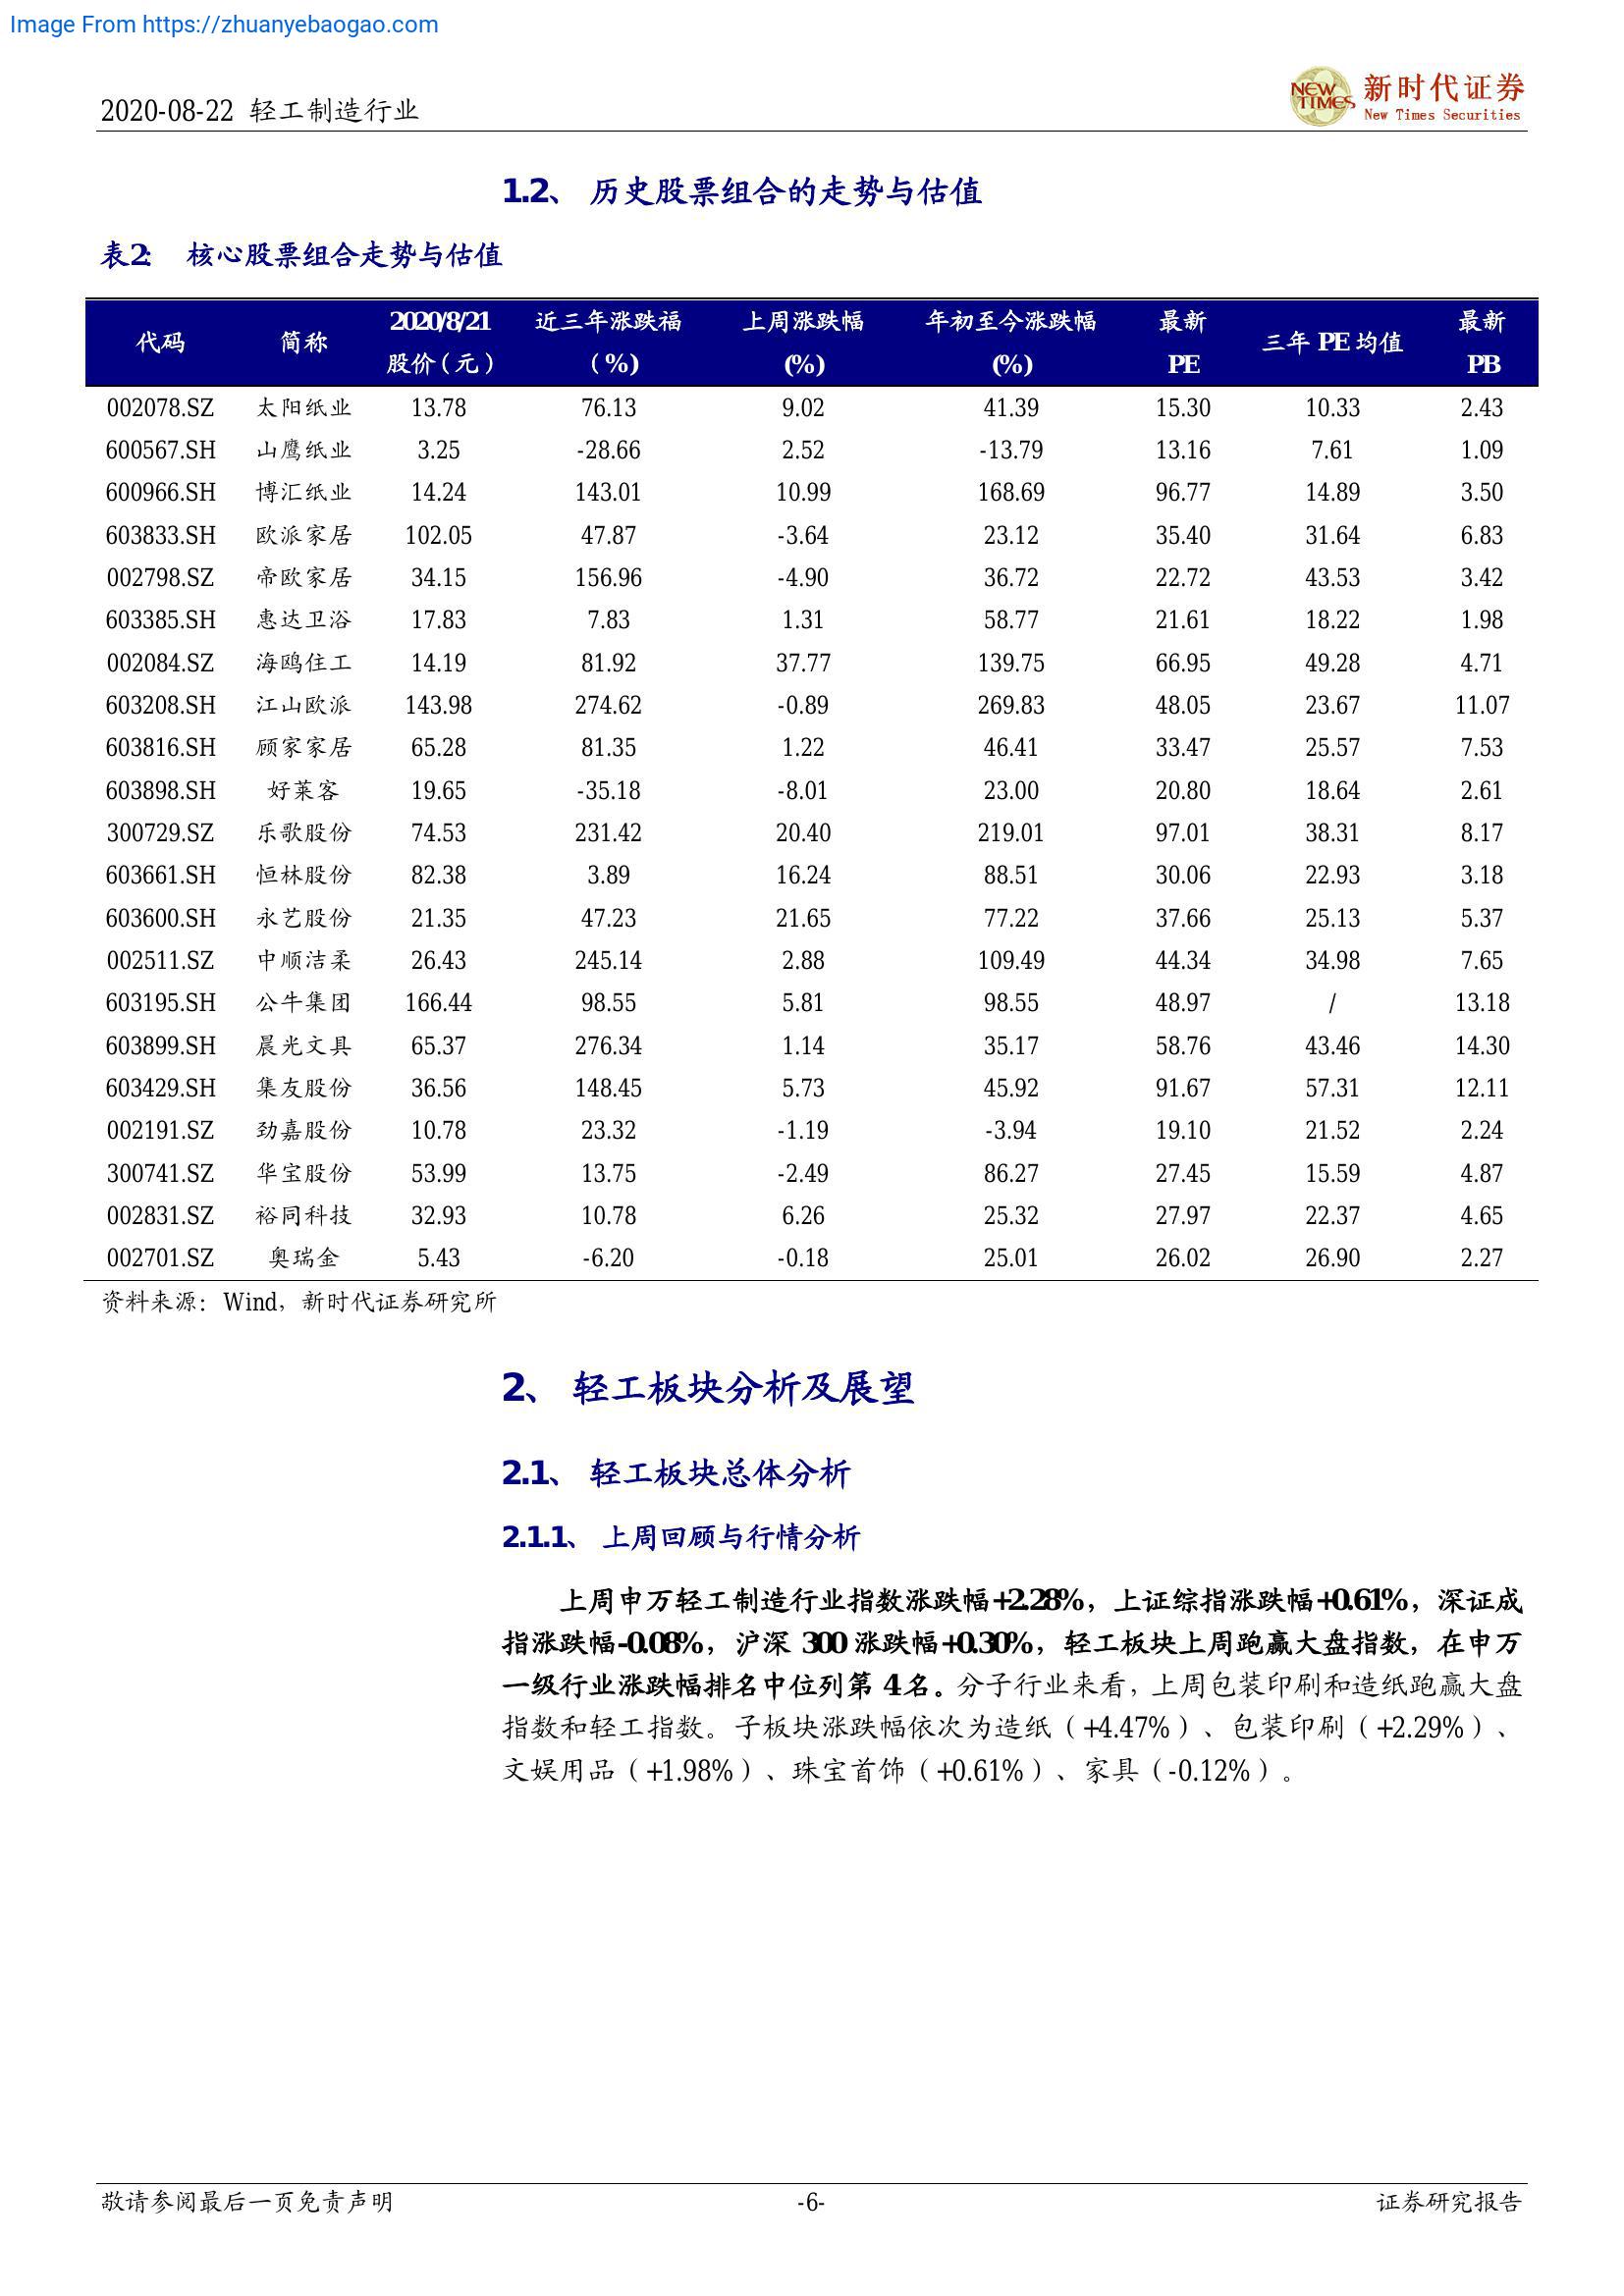 Image From https://zhuanyebaogao.com
2020-08-22 轻工制造行业
NEW TIMES 新时代证券
New Times Securities
1.2、 历史股票组合的走势与估值
表2: 核心股票组合走势与估值
代码 简称 2020/8/21 股价（元） 近三年涨跌福（%) 上周涨跌幅(%) 年初至今涨跌幅(%) 最新PE 三年 PE 均值 最新PB
002078.SZ 太阳纸业 13.78 76.13 9.02 41.39 15.30 10.33 2.43
600567.SH 山鹰纸业 3.25 -28.66 2.52 -13.79 13.16 7.61 1.09
600966.SH 博汇纸业 14.24 143.01 10.99 168.69 96.77 14.89 3.50
603833.SH 欧派家居 102.05 47.87 -3.64 23.12 35.40 31.64 6.83
002798.SZ 帝欧家居 34.15 156.96 -4.90 36.72 22.72 43.53 3.42
603385.SH 惠达卫浴 17.83 7.83 1.31 58.77 21.61 18.22 1.98
002084.SZ 海鸥住工 14.19 81.92 37.77 139.75 66.95 49.28 4.71
603208.SH 江山欧派 143.98 274.62 -0.89 269.83 48.05 23.67 11.07
603816.SH 顾家家居 65.28 81.35 1.22 46.41 33.47 25.57 7.53
603898.SH 好莱客 19.65 -35.18 -8.01 23.00 20.80 18.64 2.61
300729.SZ 乐歌股份 74.53 231.42 20.40 219.01 97.01 38.31 8.17
603661.SH 恒林股份 82.38 3.89 16.24 88.51 30.06 22.93 3.18
603600.SH 永艺股份 21.35 47.23 21.65 77.22 37.66 25.13 5.37
002511.SZ 中顺洁柔 26.43 245.14 2.88 109.49 44.34 34.98 7.65
603195.SH 公牛集团 166.44 98.55 5.81 98.55 48.97 / 13.18
603899.SH 晨光文具 65.37 276.34 1.14 35.17 58.76 43.46 14.30
603429.SH 集友股份 36.56 148.45 5.73 45.92 91.67 57.31 12.11
002191.SZ 劲嘉股份 10.78 23.32 -1.19 -3.94 19.10 21.52 2.24
300741.SZ 华宝股份 53.99 13.75 -2.49 86.27 27.45 15.59 4.87
002831.SZ 裕同科技 32.93 10.78 6.26 25.32 27.97 22.37 4.65
002701.SZ 奥瑞金 5.43 -6.20 -0.18 25.01 26.02 26.90 2.27
资料来源：Wind，新时代证券研究所
2、 轻工板块分析及展望
2.1、 轻工板块总体分析
2.1.1、 上周回顾与行情分析
上周申万轻工制造行业指数涨跌幅+2.28%，上证综指涨跌幅+0.61%，深证成
指涨跌幅-0.08%，沪深 300 涨跌幅+0.30%，轻工板块上周跑赢大盘指数，在申万
一级行业涨跌幅排名中位列第 4名。分子行业来看，上周包装印刷和造纸跑赢大盘
指数和轻工指数。子板块涨跌幅依次为造纸（+4.47%）、包装印刷（+2.29%）、
文娱用品（+1.98%）、珠宝首饰（+0.61%）、家具（-0.12%）。
敬请参阅最后一页免责声明 -6- 证券研究报告